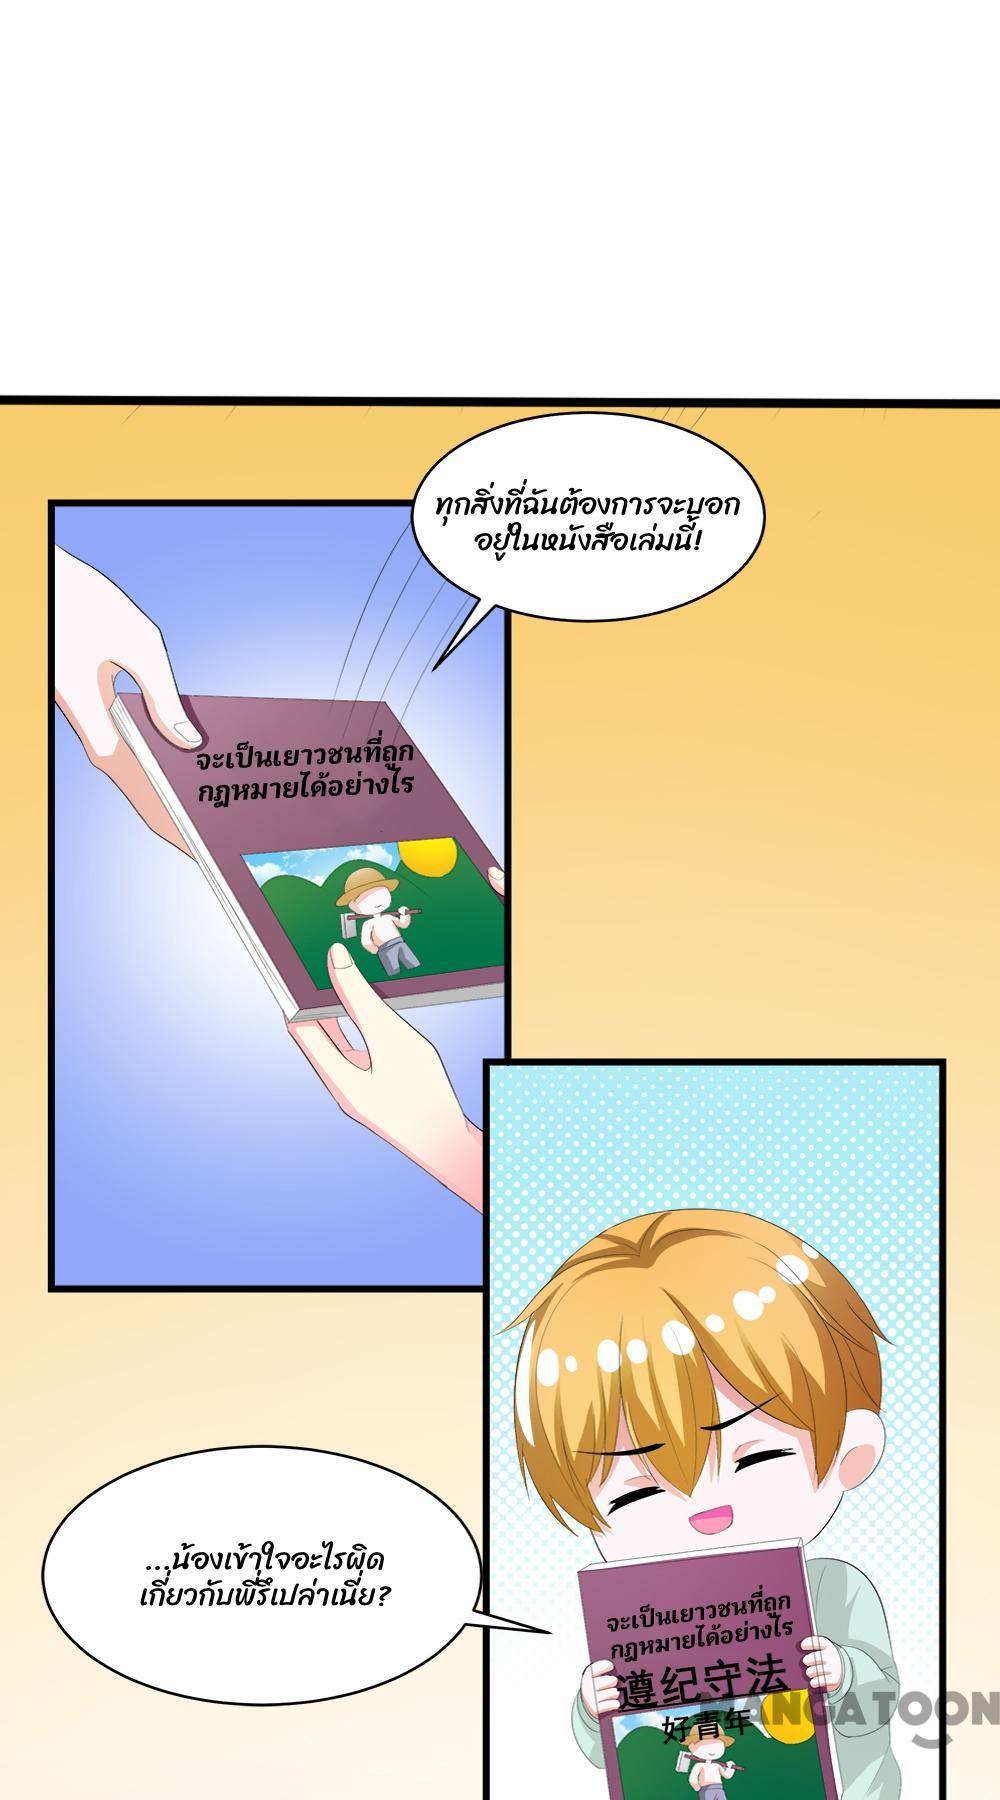 ทุกสิ่งที่ฉันต้องการจะบอก
อยู่ในหนังสือเล่มนี้!
จะเป็นเยาวชนที่ถูก
กฎหมายได้อย่างไร
...น้องเข้าใจอะไรผิด
เกี่ยวกับพี่รึเปล่าเนี่ย?
จะเป็นเยาวชนที่ถูก
กฎหมายได้อย่างไร
遵纪守法
好青年
MANGATOON